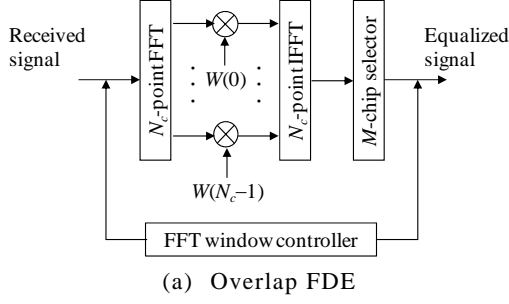 Received
signal
N_c-point FFT
W(0)
W(N_c–1)
N_c-point IFFT
M-chip selector
Equalized
signal
FFT window controller
(a) Overlap FDE